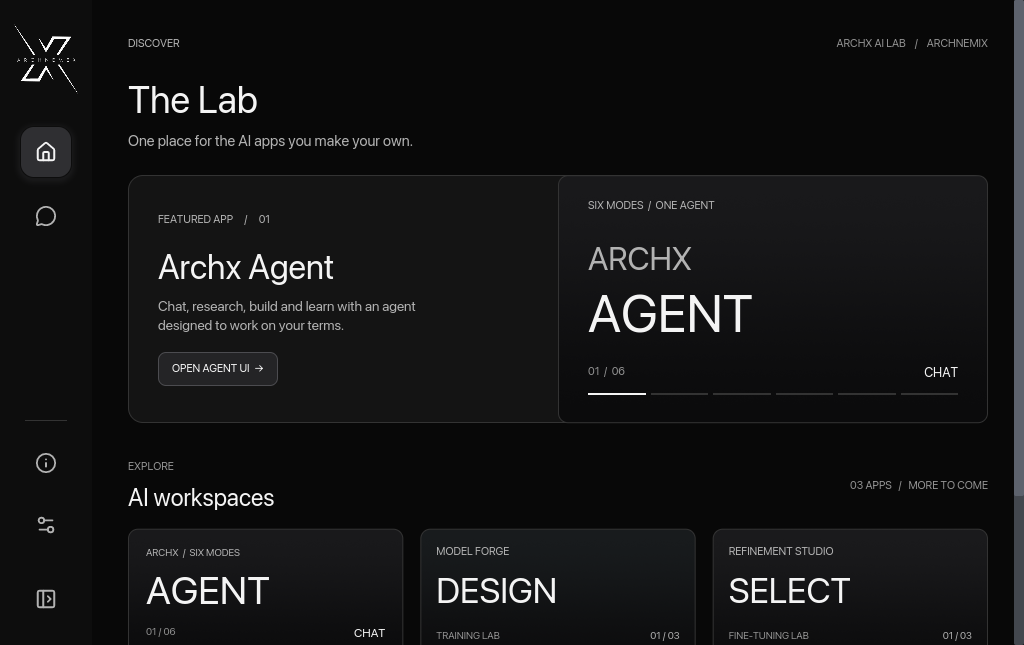 ARCHNEMIX
DISCOVER
ARCHX AI LAB / ARCHNEMIX
The Lab
One place for the AI apps you make your own.
FEATURED APP / 01
Archx Agent
Chat, research, build and learn with an agent
designed to work on your terms.
OPEN AGENT UI →
SIX MODES / ONE AGENT
ARCHX
AGENT
01 / 06
CHAT
EXPLORE
AI workspaces
03 APPS / MORE TO COME
ARCHX / SIX MODES
AGENT
01 / 06
CHAT
MODEL FORGE
DESIGN
TRAINING LAB
01 / 03
REFINEMENT STUDIO
SELECT
FINE-TUNING LAB
01 / 03